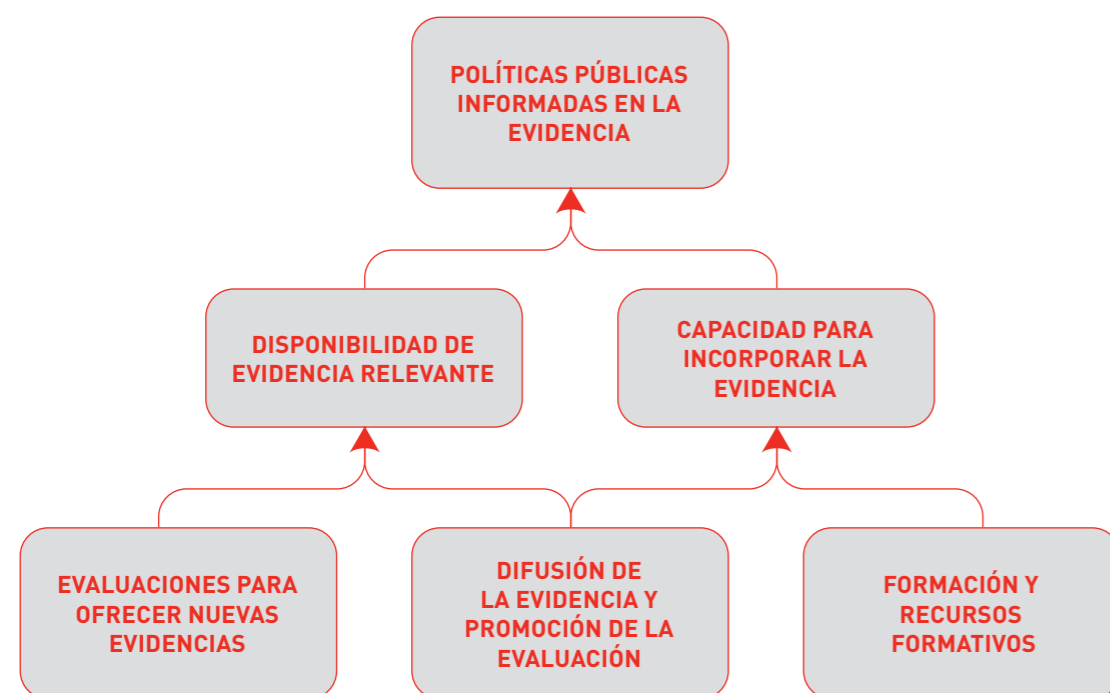 POLÍTICAS PÚBLICAS
INFORMADAS EN LA
EVIDENCIA
DISPONIBILIDAD DE
EVIDENCIA RELEVANTE
CAPACIDAD PARA
INCORPORAR LA
EVIDENCIA
EVALUACIONES PARA
OFRECER NUEVAS
EVIDENCIAS
DIFUSIÓN DE
LA EVIDENCIA Y
PROMOCIÓN DE LA
EVALUACIÓN
FORMACIÓN Y
RECURSOS
FORMATIVOS